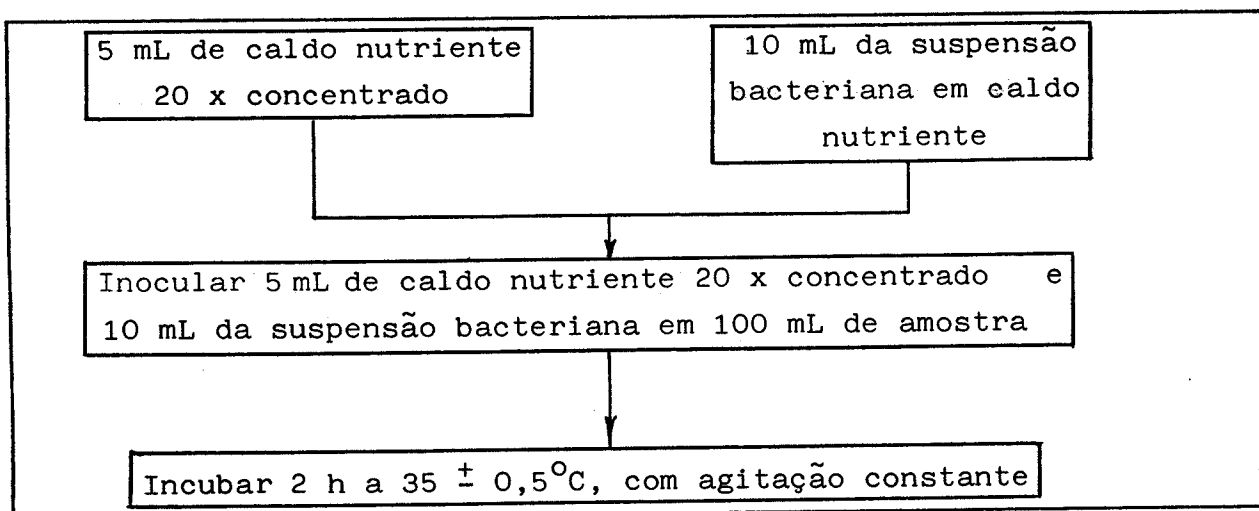 5 mL de caldo nutriente
20 x concentrado
10 mL da suspensão
bacteriana em caldo
nutriente
Inocular 5 mL de caldo nutriente 20 x concentrado e
10 mL da suspensão bacteriana em 100 mL de amostra
Incubar 2 h a 35 ± 0,5°C, com agitação constante